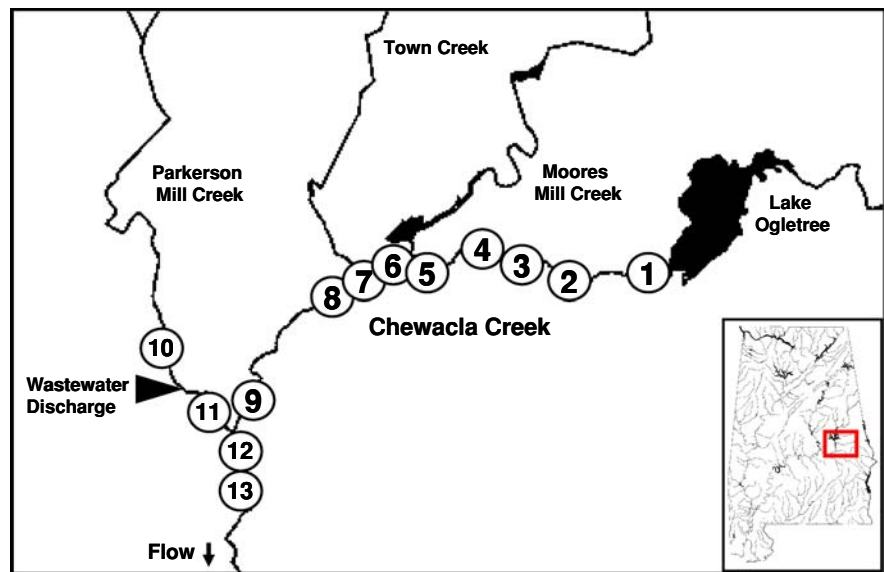 Town Creek
Parkerson
Mill Creek
Moores
Mill Creek
Lake
Ogletree
8
7
6
5
4
3
2
1
Chewacla Creek
10
Wastewater
Discharge
11
9
12
13
Flow